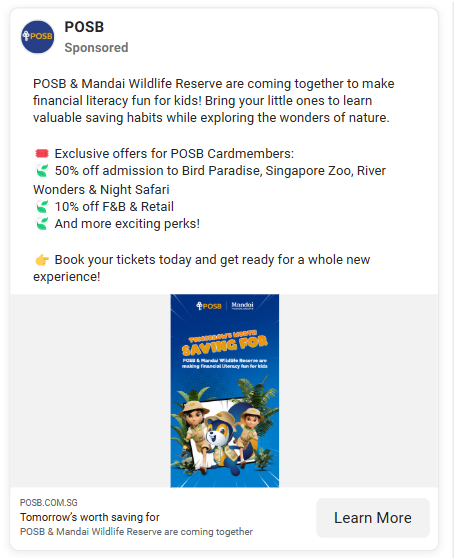 POSB
POSB
Sponsored
POSB & Mandai Wildlife Reserve are coming together to make
financial literacy fun for kids! Bring your little ones to learn
valuable saving habits while exploring the wonders of nature.
Exclusive offers for POSB Cardmembers:
50% off admission to Bird Paradise, Singapore Zoo, River
Wonders & Night Safari
10% off F&B & Retail
And more exciting perks!
Book your tickets today and get ready for a whole new
experience!
POSB | Mandai
TOMORROW'S WORTH
SAVING FOR
POSB & Mandai Wildlife Reserve are
making financial literacy fun for kids
POSB.COM.SG
Tomorrow's worth saving for
POSB & Mandai Wildlife Reserve are coming together
Learn More